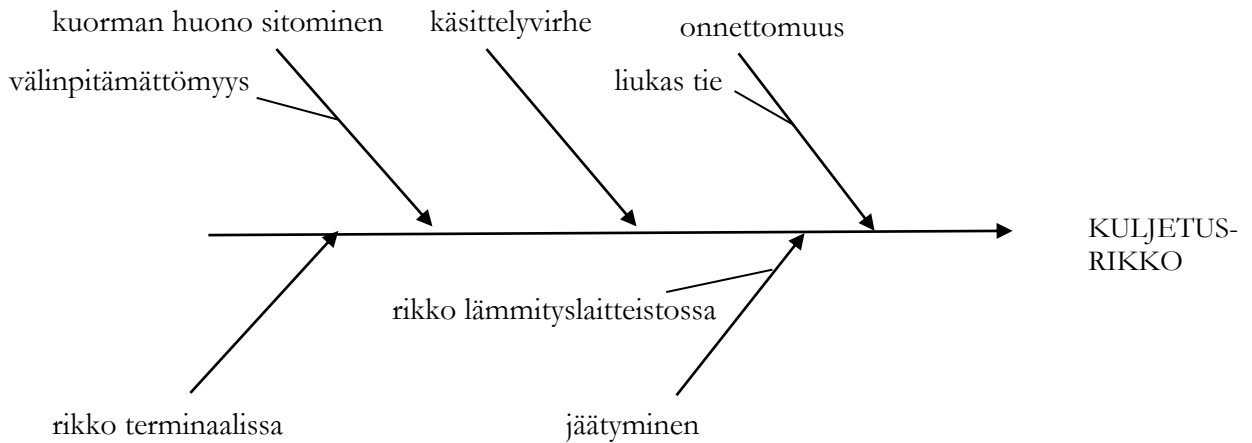 kuorman huono sitominen
käsittelyvirhe
onnettomuus
välinpitämättömyys
liukas tie
KULJETUS-
RIKKO
rikko lämmityslaitteistossa
rikko terminaalissa
jäätyminen